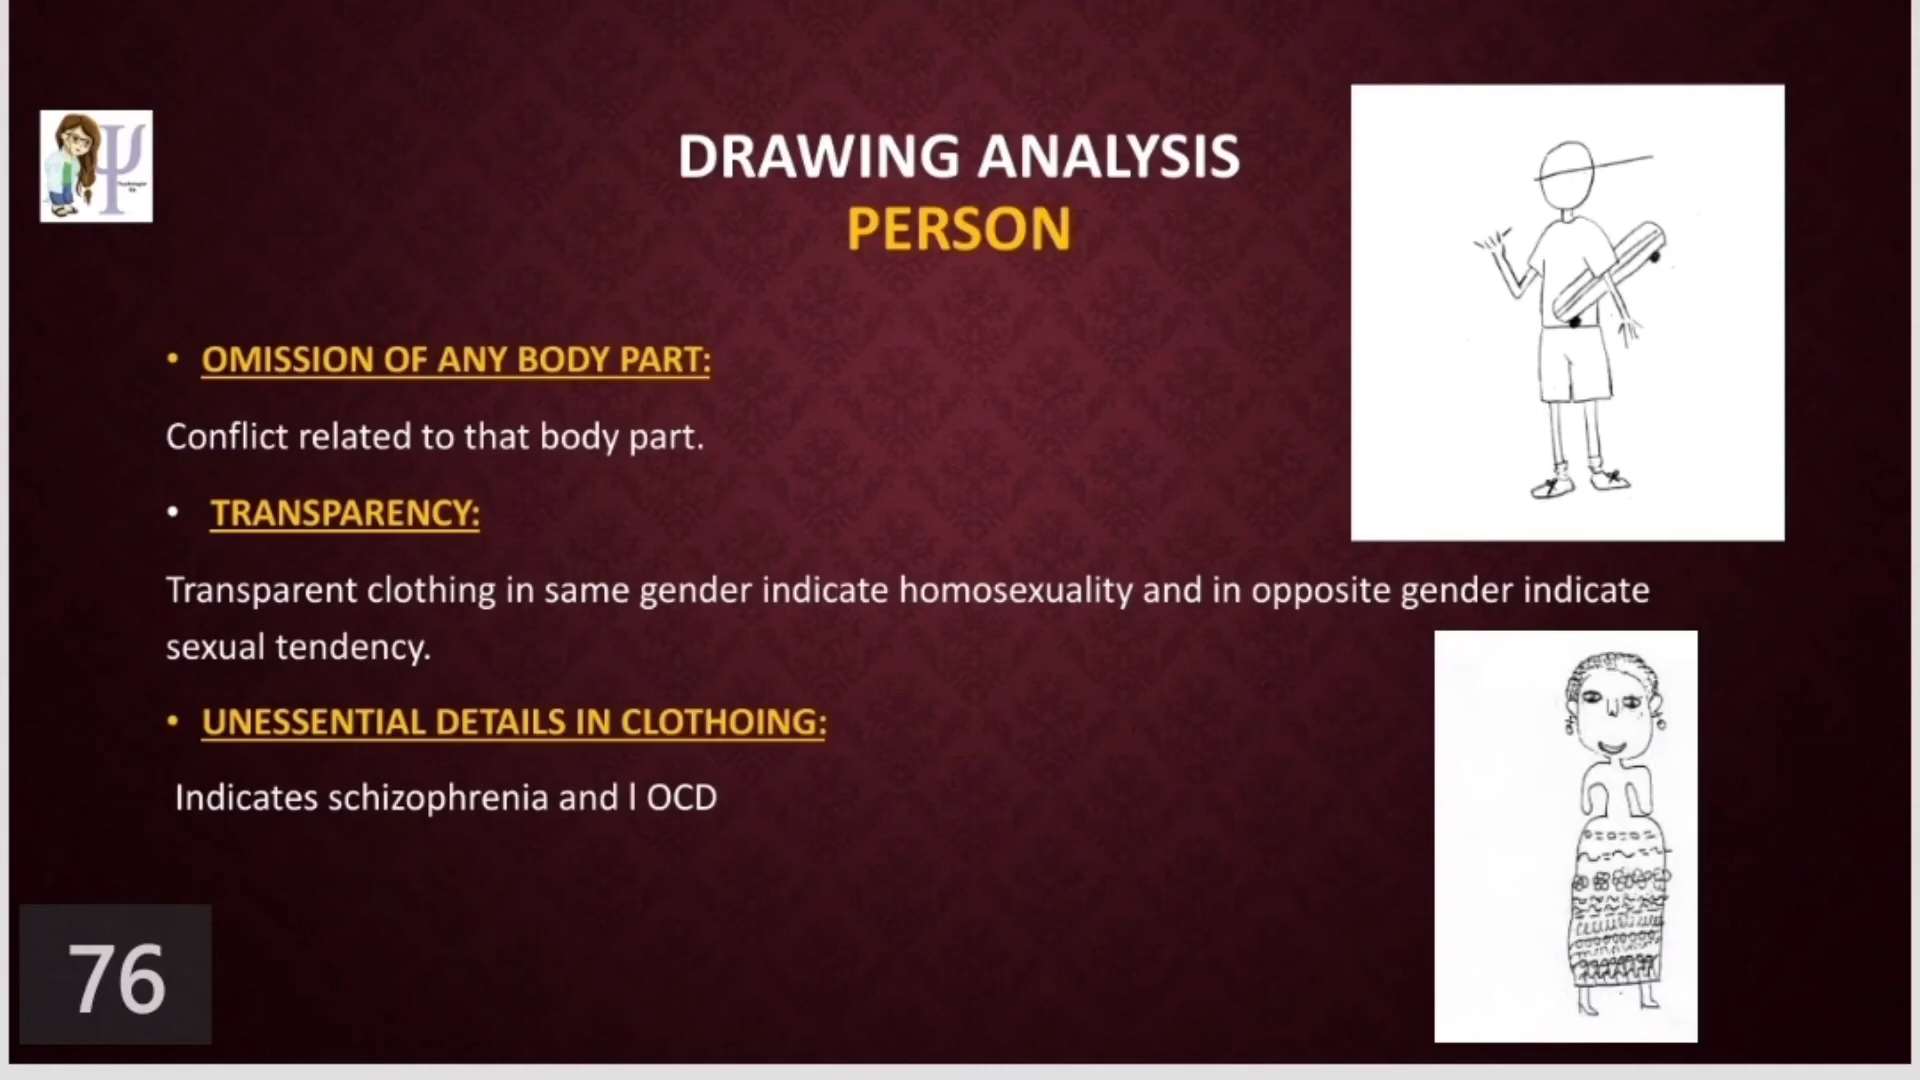 DRAWING ANALYSIS
PERSON
• OMISSION OF ANY BODY PART:
Conflict related to that body part.
• TRANSPARENCY:
Transparent clothing in same gender indicate homosexuality and in opposite gender indicate
sexual tendency.
• UNESSENTIAL DETAILS IN CLOTHOING:
Indicates schizophrenia and l OCD
76